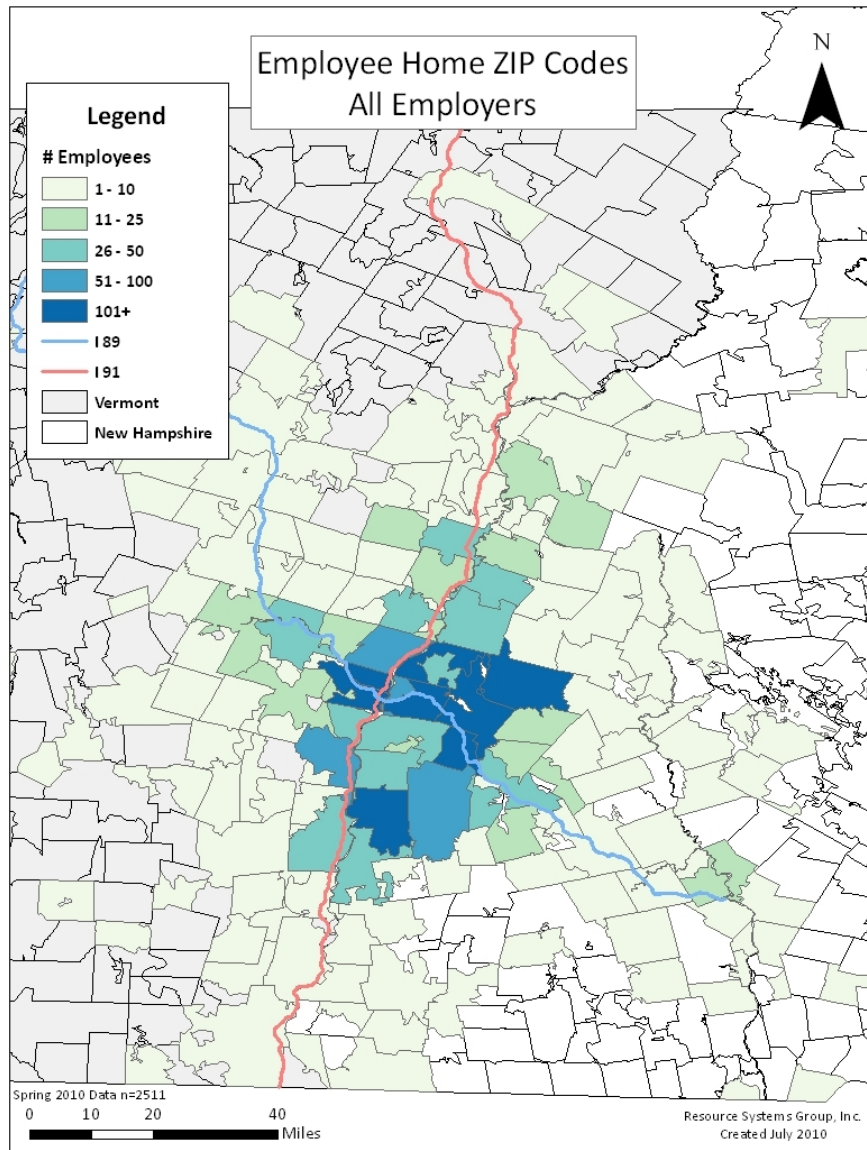 Employee Home ZIP Codes
All Employers
N
Legend
# Employees
1 - 10
11 - 25
26 - 50
51 - 100
101+
I 89
I 91
Vermont
New Hampshire
Spring 2010 Data n=2511
0 10 20 40
Miles
Resource Systems Group, Inc.
Created July 2010